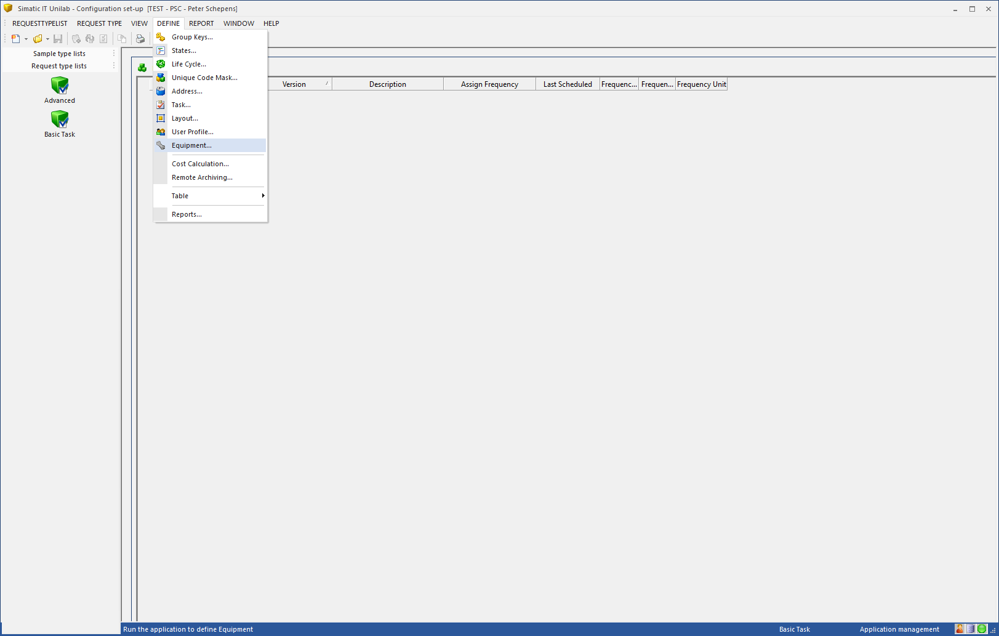 Simatic IT Unilab - Configuration set-up  [TEST - PSC - Peter Schepens]
REQUESTTYPELIST REQUEST TYPE VIEW DEFINE REPORT WINDOW HELP
Sample type lists
Request type lists
Advanced
Basic Task
Group Keys...
States...
Life Cycle...
Unique Code Mask...
Address...
Task...
Layout...
User Profile...
Equipment...
Cost Calculation...
Remote Archiving...
Table
Reports...
Version Description Assign Frequency Last Scheduled Frequenc... Frequen... Frequency Unit
Run the application to define Equipment Basic Task Application management